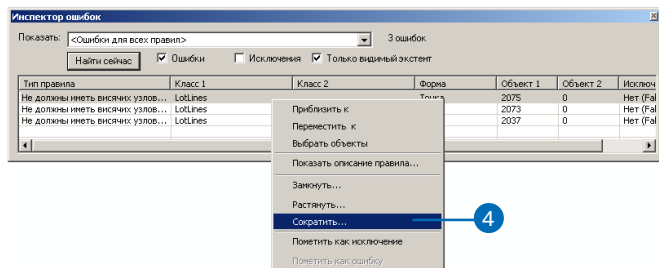 Инспектор ошибок
Показать: <Ошибки для всех правил> 3 ошибок
Найти сейчас Ошибки Исключения Только видимый экстент
Тип правила Класс 1 Класс 2 Форма Объект 1 Объект 2 Исключ
Не должны иметь висячих узлов... LotLines Точка 2075 0 Нет (Fal
Не должны иметь висячих узлов... LotLines 2073 0 Нет (Fal
Не должны иметь висячих узлов... LotLines 2037 0 Нет (Fal
Приблизить к
Переместить к
Выбрать объекты
Показать описание правила...
Замкнуть...
Растянуть...
Сократить... 4
Пометить как исключение
Пометить как ошибку